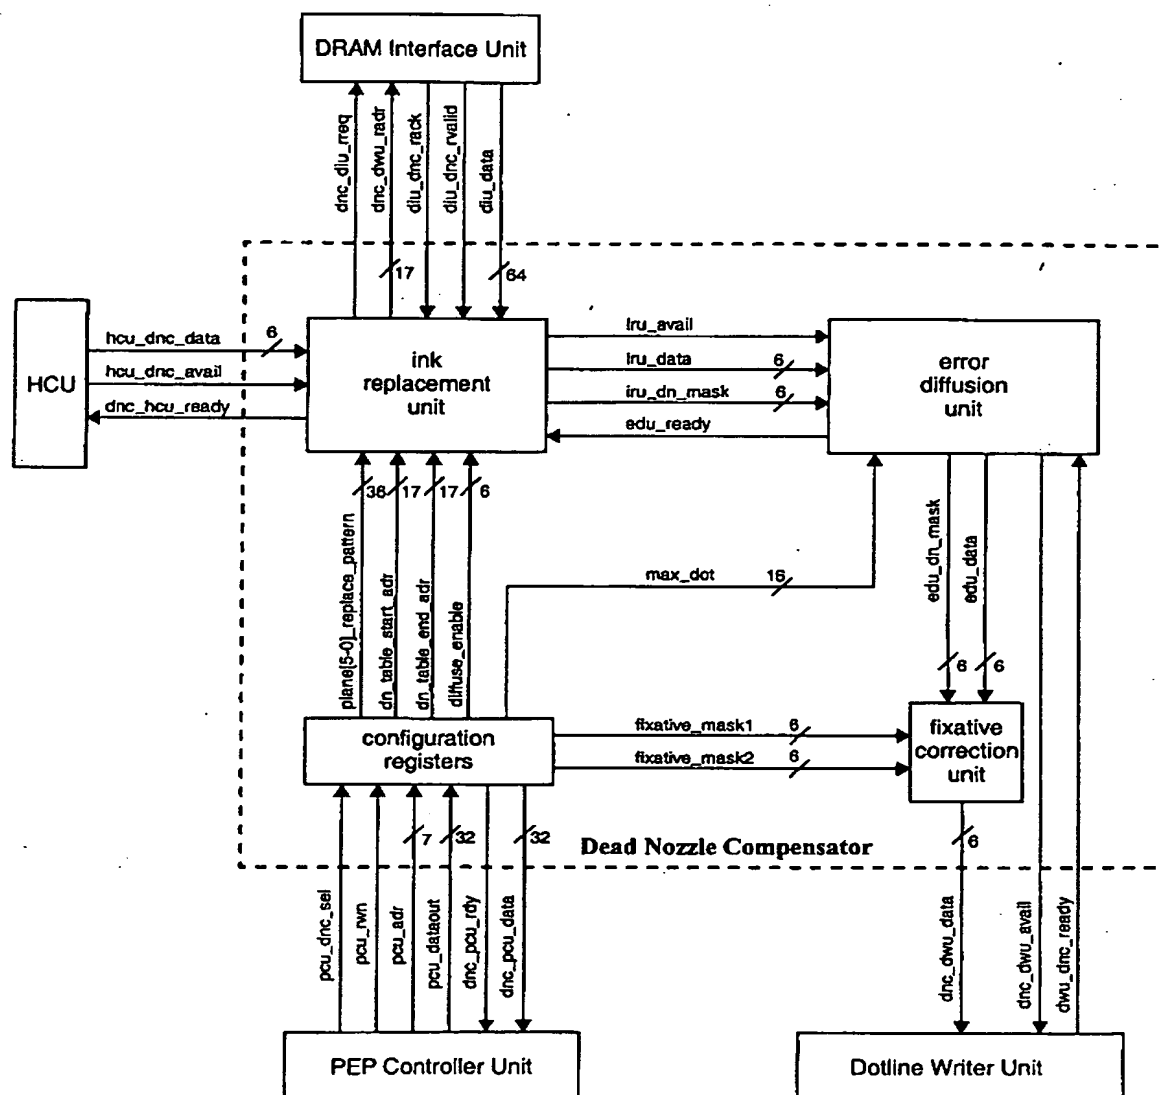 DRAM Interface Unit
dnc_diu_rreq
dnc_dwu_radr
diu_dnc_rack
diu_dnc_rvalid
diu_data
17
64
HCU
hcu_dnc_data
6
hcu_dnc_avail
dnc_hcu_ready
ink
replacement
unit
iru_avail
iru_data
6
iru_dn_mask
6
edu_ready
error
diffusion
unit
36
17
17
6
plane[5-0]_replace_pattern
dn_table_start_adr
dn_table_end_adr
diffuse_enable
max_dot
16
edu_dn_mask
edu_data
6
6
configuration
registers
fixative_mask1
6
fixative_mask2
6
fixative
correction
unit
7
32
32
6
Dead Nozzle Compensator
pcu_dnc_sel
pcu_rwn
pcu_adr
pcu_dataout
dnc_pcu_rdy
dnc_pcu_data
dnc_dwu_data
dnc_dwu_avail
dwu_dnc_ready
PEP Controller Unit
Dotline Writer Unit